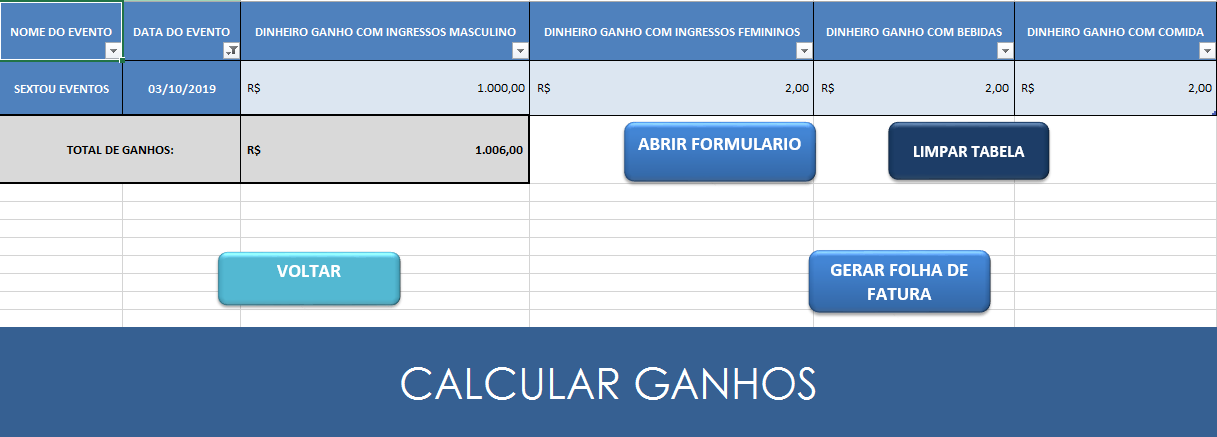 NOME DO EVENTO DATA DO EVENTO DINHEIRO GANHO COM INGRESSOS MASCULINO DINHEIRO GANHO COM INGRESSOS FEMININOS DINHEIRO GANHO COM BEBIDAS DINHEIRO GANHO COM COMIDA
SEXTOU EVENTOS 03/10/2019 R$ 1.000,00 R$ 2,00 R$ 2,00 R$ 2,00
TOTAL DE GANHOS: R$ 1.006,00
ABRIR FORMULARIO
LIMPAR TABELA
VOLTAR
GERAR FOLHA DE
FATURA
CALCULAR GANHOS